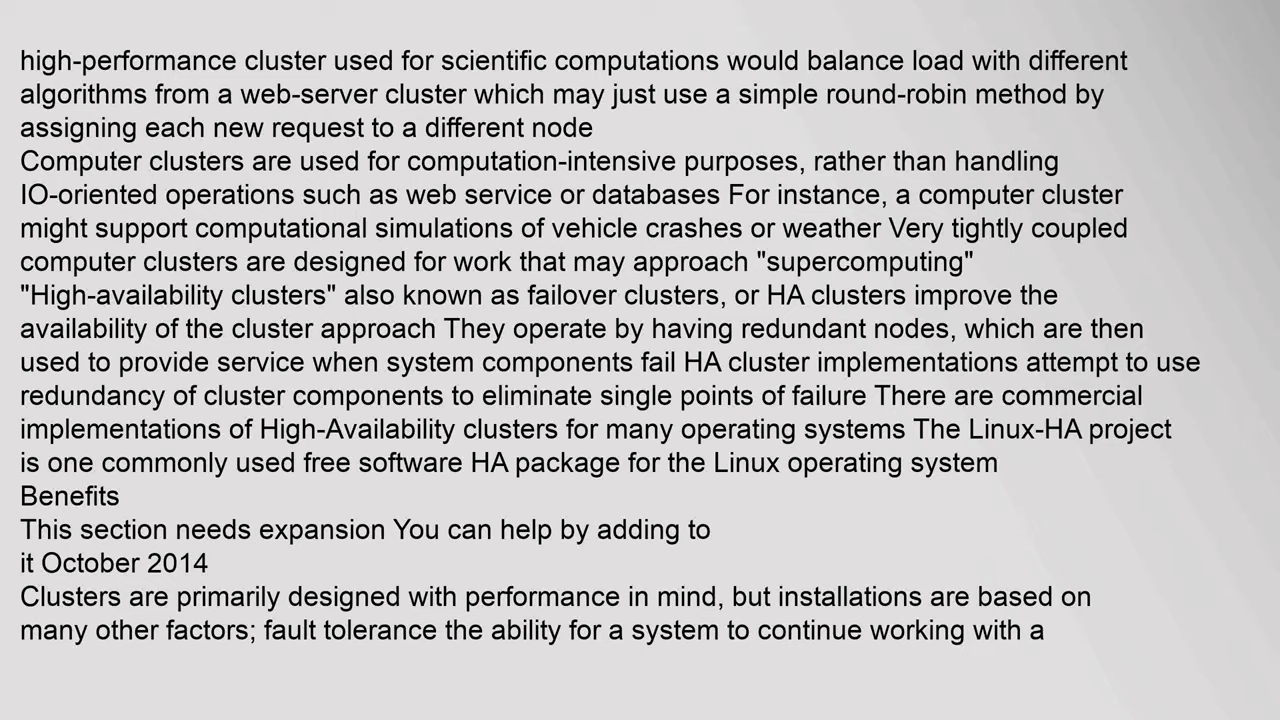 high-performance cluster used for scientific computations would balance load with different
algorithms from a web-server cluster which may just use a simple round-robin method by
assigning each new request to a different node
Computer clusters are used for computation-intensive purposes, rather than handling
IO-oriented operations such as web service or databases For instance, a computer cluster
might support computational simulations of vehicle crashes or weather Very tightly coupled
computer clusters are designed for work that may approach "supercomputing"
"High-availability clusters" also known as failover clusters, or HA clusters improve the
availability of the cluster approach They operate by having redundant nodes, which are then
used to provide service when system components fail HA cluster implementations attempt to use
redundancy of cluster components to eliminate single points of failure There are commercial
implementations of High-Availability clusters for many operating systems The Linux-HA project
is one commonly used free software HA package for the Linux operating system
Benefits
This section needs expansion You can help by adding to
it October 2014
Clusters are primarily designed with performance in mind, but installations are based on
many other factors; fault tolerance the ability for a system to continue working with a